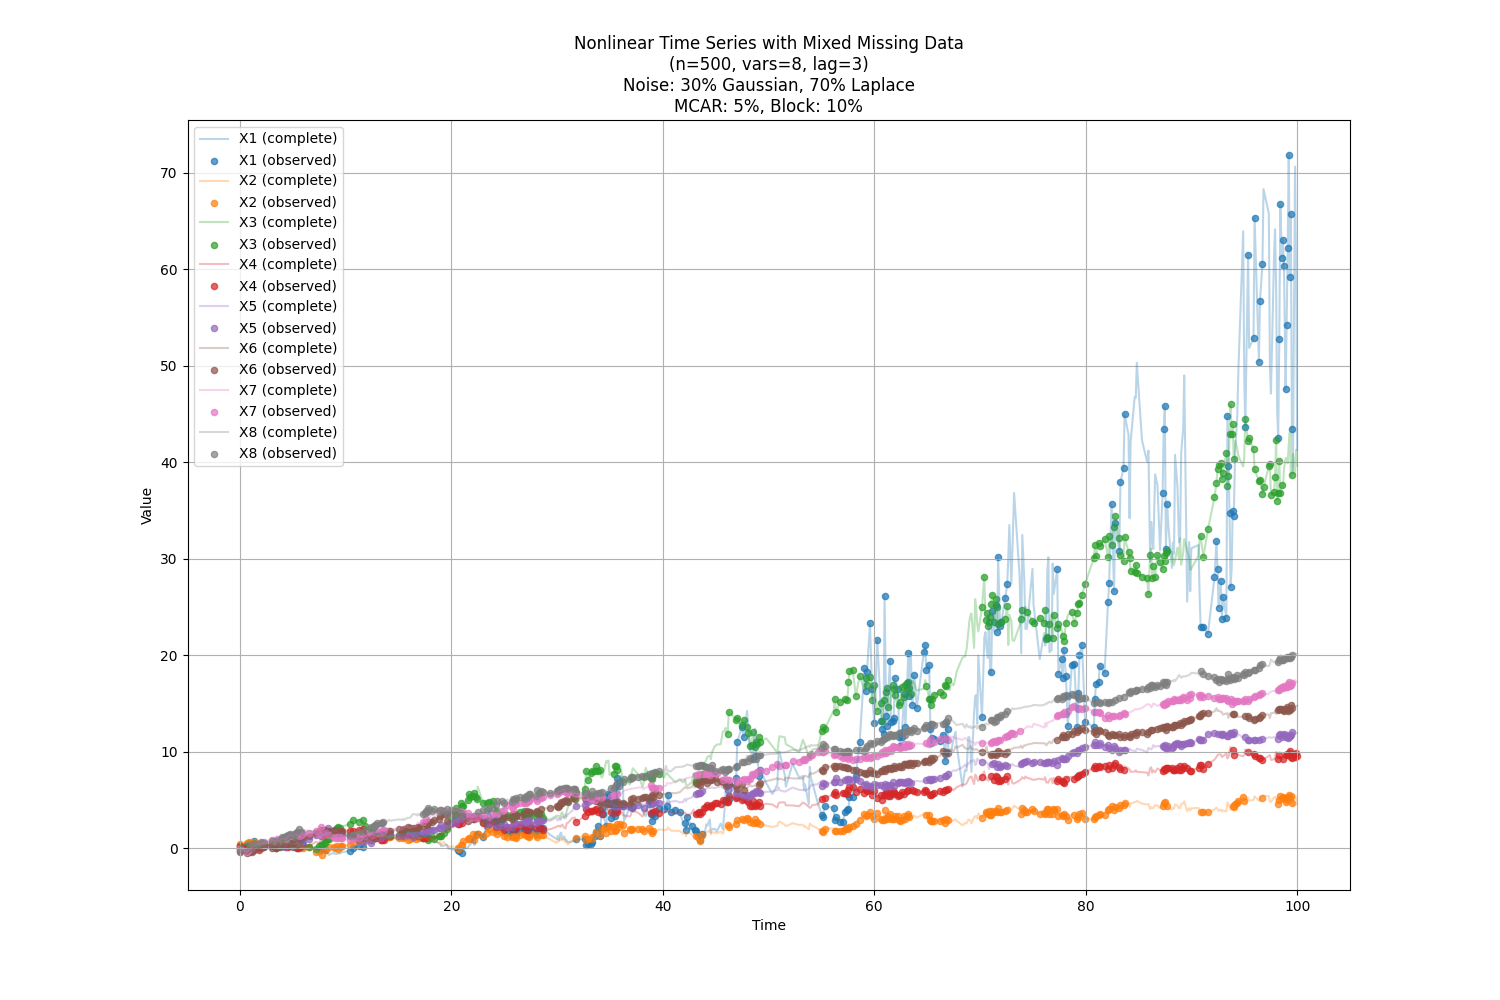 Nonlinear Time Series with Mixed Missing Data
(n=500, vars=8, lag=3)
Noise: 30% Gaussian, 70% Laplace
MCAR: 5%, Block: 10%
X1 (complete)
X1 (observed)
X2 (complete)
X2 (observed)
X3 (complete)
X3 (observed)
X4 (complete)
X4 (observed)
X5 (complete)
X5 (observed)
X6 (complete)
X6 (observed)
X7 (complete)
X7 (observed)
X8 (complete)
X8 (observed)
70
60
50
40
30
20
10
0
Value
0 20 40 60 80 100
Time